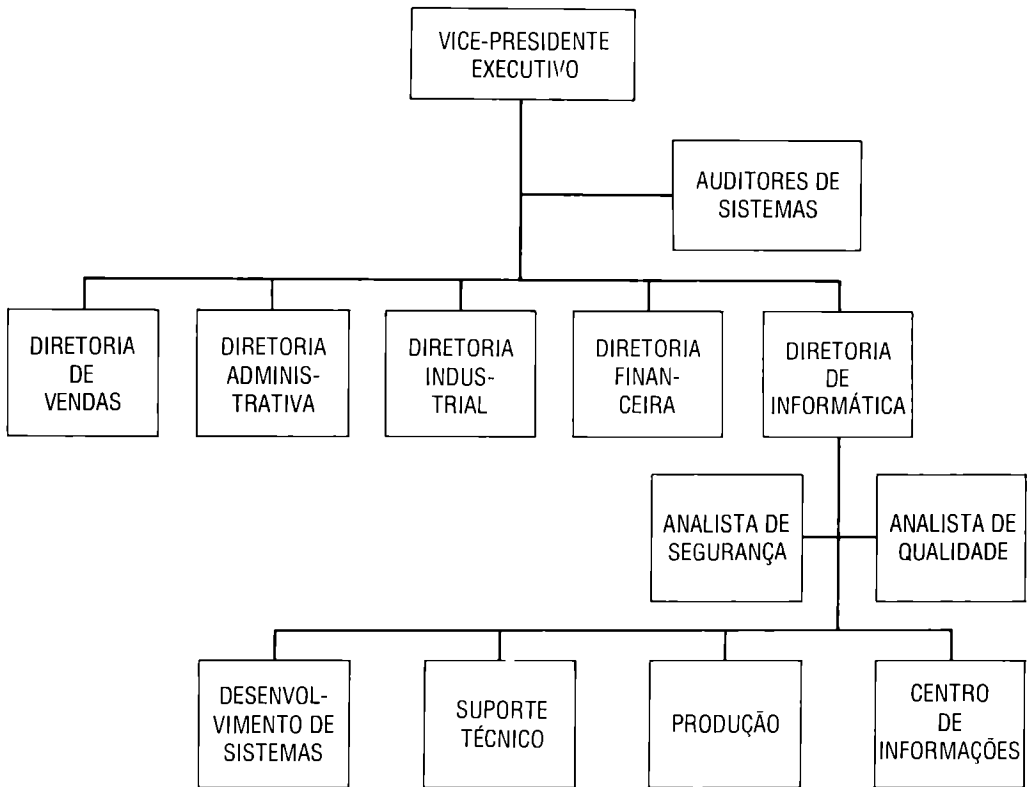 VICE-PRESIDENTE
EXECUTIVO
AUDITORES DE
SISTEMAS
DIRETORIA
DE
VENDAS
DIRETORIA
ADMINIS-
TRATIVA
DIRETORIA
INDUS-
TRIAL
DIRETORIA
FINAN-
CEIRA
DIRETORIA
DE
INFORMÁTICA
ANALISTA DE
SEGURANÇA
ANALISTA DE
QUALIDADE
DESENVOL-
VIMENTO DE
SISTEMAS
SUPORTE
TÉCNICO
PRODUÇÃO
CENTRO
DE
INFORMAÇÕES